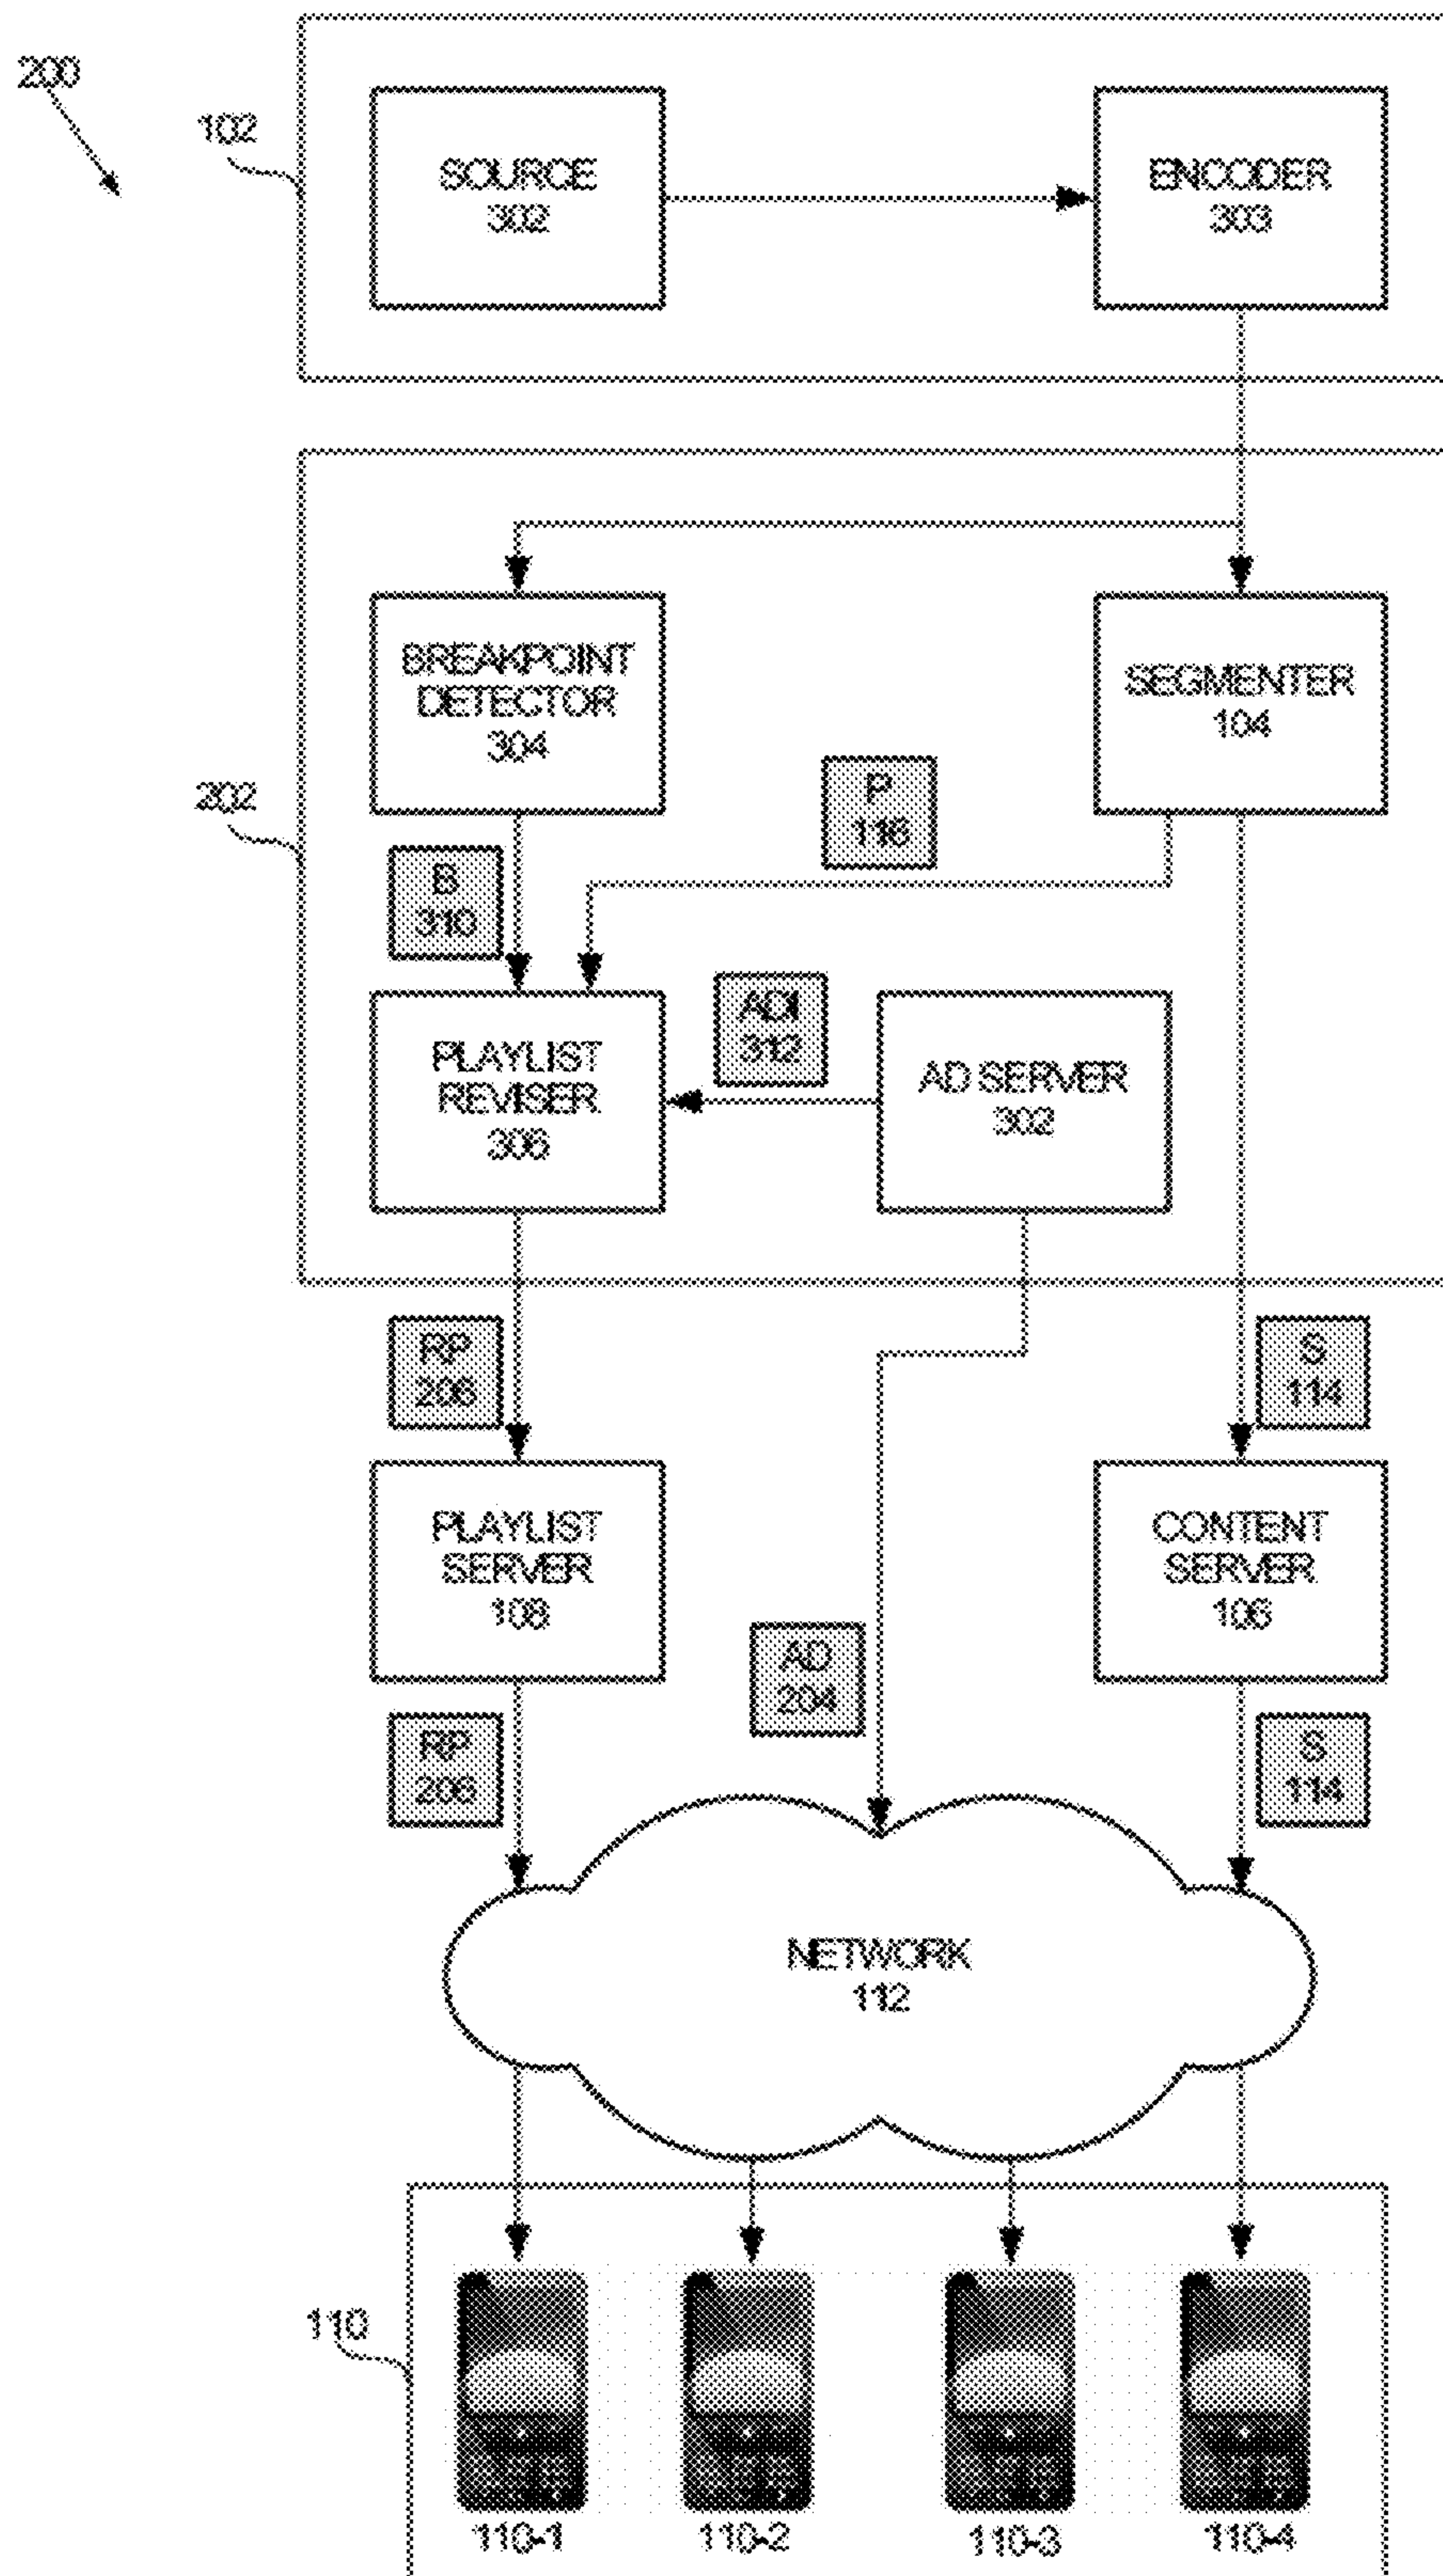 200
102
SOURCE
302
ENCODER
303
202
BREAKPOINT
DETECTOR
304
SEGMENTER
104
P
116
B
310
PLAYLIST
REVISER
306
ADI
312
AD SERVER
302
RP
206
S
114
PLAYLIST
SERVER
108
CONTENT
SERVER
106
AD
204
RP
206
S
114
NETWORK
112
110
110-1
110-2
110-3
110-4